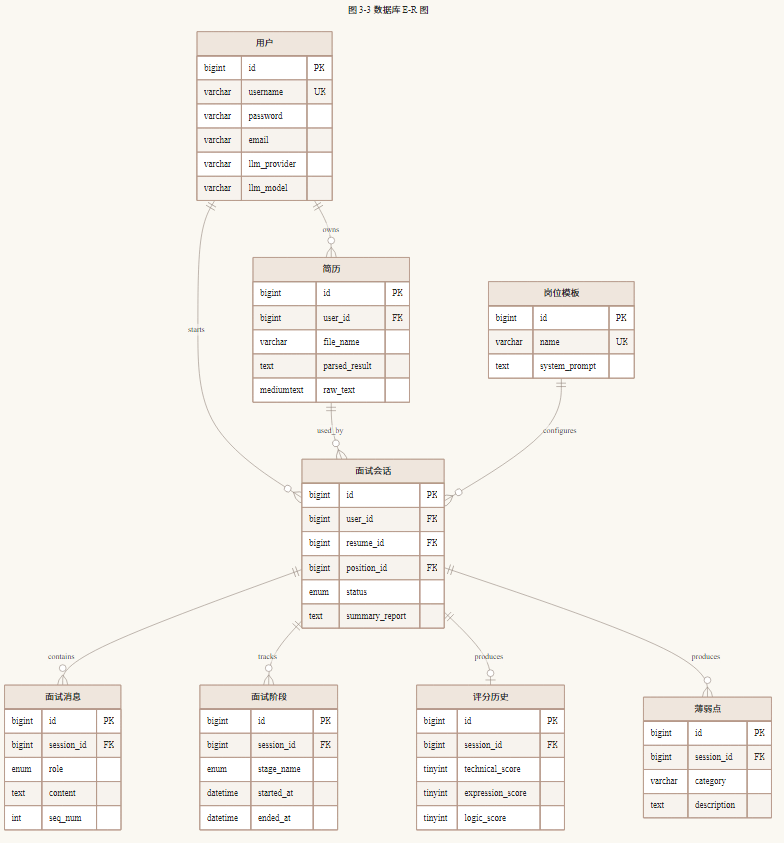 图 3-3 数据库 E-R 图
用户
bigint id PK
varchar username UK
varchar password
varchar email
varchar llm_provider
varchar llm_model
owns
starts
简历
bigint id PK
bigint user_id FK
varchar file_name
text parsed_result
mediumtext raw_text
岗位模板
bigint id PK
varchar name UK
text system_prompt
used_by
configures
面试会话
bigint id PK
bigint user_id FK
bigint resume_id FK
bigint position_id FK
enum status
text summary_report
contains
tracks
produces
produces
面试消息
bigint id PK
bigint session_id FK
enum role
text content
int seq_num
面试阶段
bigint id PK
bigint session_id FK
enum stage_name
datetime started_at
datetime ended_at
评分历史
bigint id PK
bigint session_id FK
tinyint technical_score
tinyint expression_score
tinyint logic_score
薄弱点
bigint id PK
bigint session_id FK
varchar category
text description